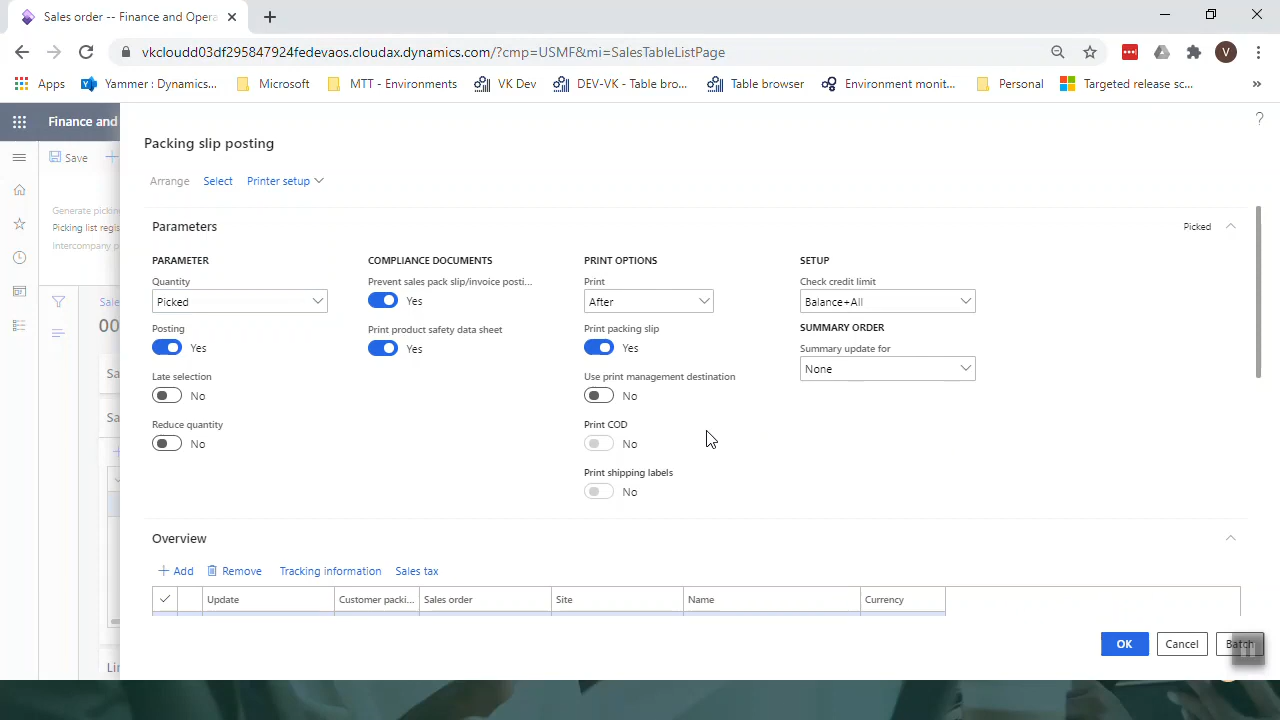 Sales order -- Finance and Opera
vkcloudd03df295847924fedevaos.cloudax.dynamics.com/?cmp=USMF&mi=SalesTableListPage
V
Apps
Yammer : Dynamics...
Microsoft
MTT - Environments
VK Dev
DEV-VK - Table bro...
Table browser
Environment monit...
Personal
Targeted release sc...
»
Finance and
?
Save
Packing slip posting
Arrange
Select
Printer setup
Generate pickin
Picking list regis
Intercompany p
Parameters
Picked
PARAMETER
COMPLIANCE DOCUMENTS
PRINT OPTIONS
SETUP
Quantity
Prevent sales pack slip/invoice posti...
Print
Check credit limit
Picked
Yes
After
Balance+All
Posting
Print product safety data sheet
Print packing slip
SUMMARY ORDER
Yes
Yes
Yes
Summary update for
None
Late selection
Use print management destination
No
No
Reduce quantity
Print COD
No
No
Print shipping labels
No
Sale
00
Sa
Sa
Lin
Overview
Add
Remove
Tracking information
Sales tax
Update
Customer packi...
Sales order
Site
Name
Currency
OK
Cancel
Batch